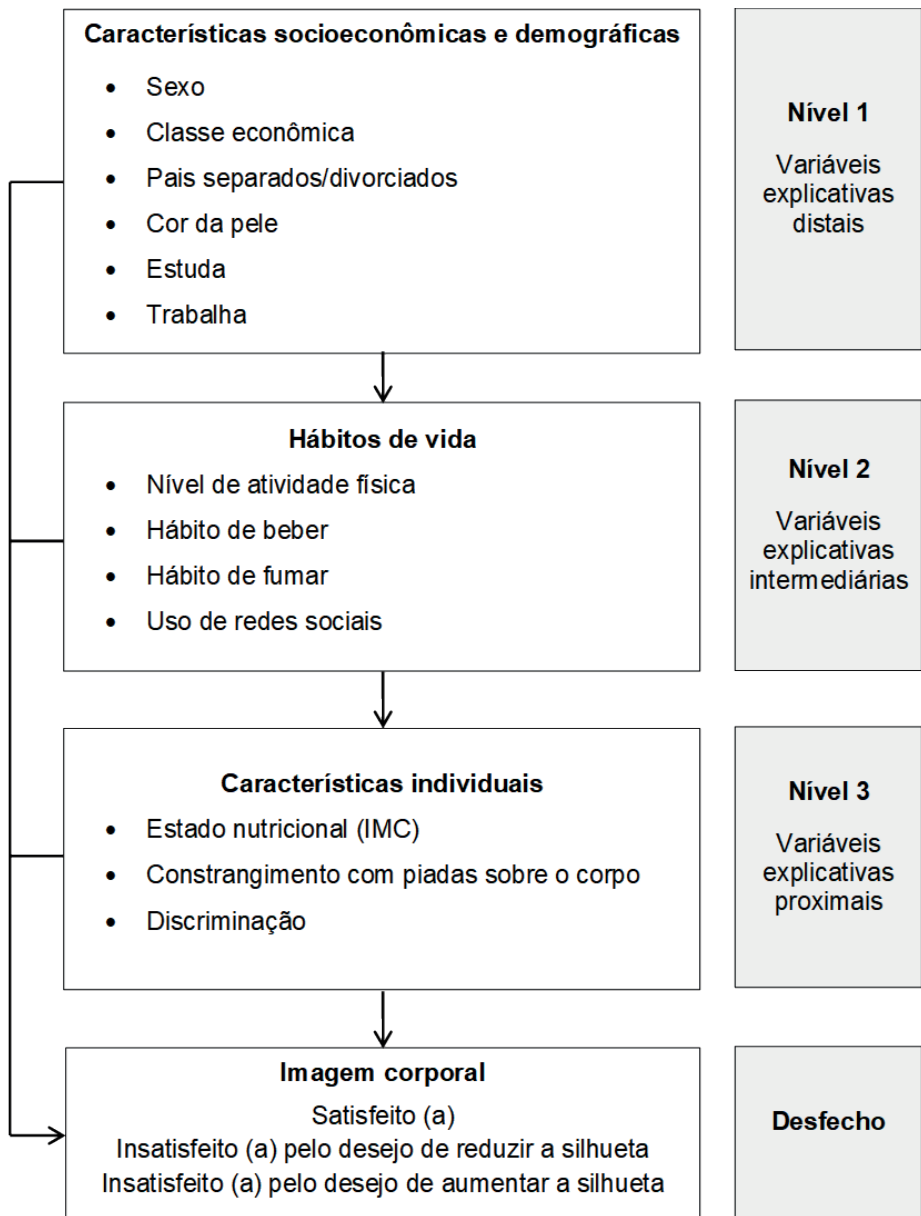 Características socioeconômicas e demográficas
• Sexo
• Classe econômica
• Pais separados/divorciados
• Cor da pele
• Estuda
• Trabalha
Nível 1
Variáveis
explicativas
distais
Hábitos de vida
• Nível de atividade física
• Hábito de beber
• Hábito de fumar
• Uso de redes sociais
Nível 2
Variáveis
explicativas
intermediárias
Características individuais
• Estado nutricional (IMC)
• Constrangimento com piadas sobre o corpo
• Discriminação
Nível 3
Variáveis
explicativas
proximais
Imagem corporal
Satisfeito (a)
Insatisfeito (a) pelo desejo de reduzir a silhueta
Insatisfeito (a) pelo desejo de aumentar a silhueta
Desfecho